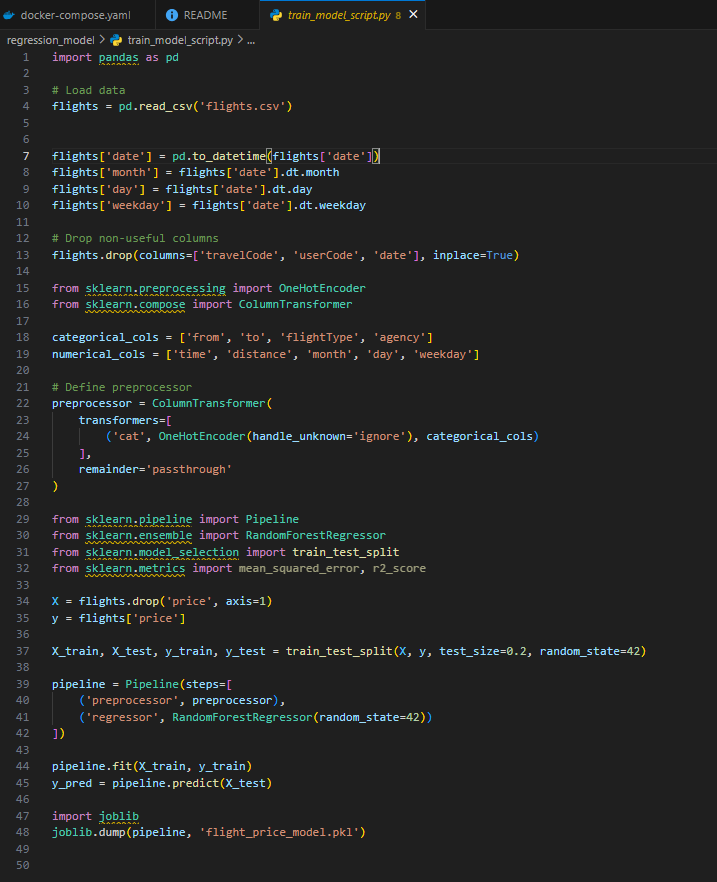 docker-compose.yaml
README
train_model_script.py 8
regression_model > train_model_script.py > ...
1 import pandas as pd
2
3 # Load data
4 flights = pd.read_csv('flights.csv')
5
6
7 flights['date'] = pd.to_datetime(flights['date'])
8 flights['month'] = flights['date'].dt.month
9 flights['day'] = flights['date'].dt.day
10 flights['weekday'] = flights['date'].dt.weekday
11
12 # Drop non-useful columns
13 flights.drop(columns=['travelCode', 'userCode', 'date'], inplace=True)
14
15 from sklearn.preprocessing import OneHotEncoder
16 from sklearn.compose import ColumnTransformer
17
18 categorical_cols = ['from', 'to', 'flightType', 'agency']
19 numerical_cols = ['time', 'distance', 'month', 'day', 'weekday']
20
21 # Define preprocessor
22 preprocessor = ColumnTransformer(
23     transformers=[
24         ('cat', OneHotEncoder(handle_unknown='ignore'), categorical_cols)
25     ],
26     remainder='passthrough'
27 )
28
29 from sklearn.pipeline import Pipeline
30 from sklearn.ensemble import RandomForestRegressor
31 from sklearn.model_selection import train_test_split
32 from sklearn.metrics import mean_squared_error, r2_score
33
34 X = flights.drop('price', axis=1)
35 y = flights['price']
36
37 X_train, X_test, y_train, y_test = train_test_split(X, y, test_size=0.2, random_state=42)
38
39 pipeline = Pipeline(steps=[
40     ('preprocessor', preprocessor),
41     ('regressor', RandomForestRegressor(random_state=42))
42 ])
43
44 pipeline.fit(X_train, y_train)
45 y_pred = pipeline.predict(X_test)
46
47 import joblib
48 joblib.dump(pipeline, 'flight_price_model.pkl')
49
50